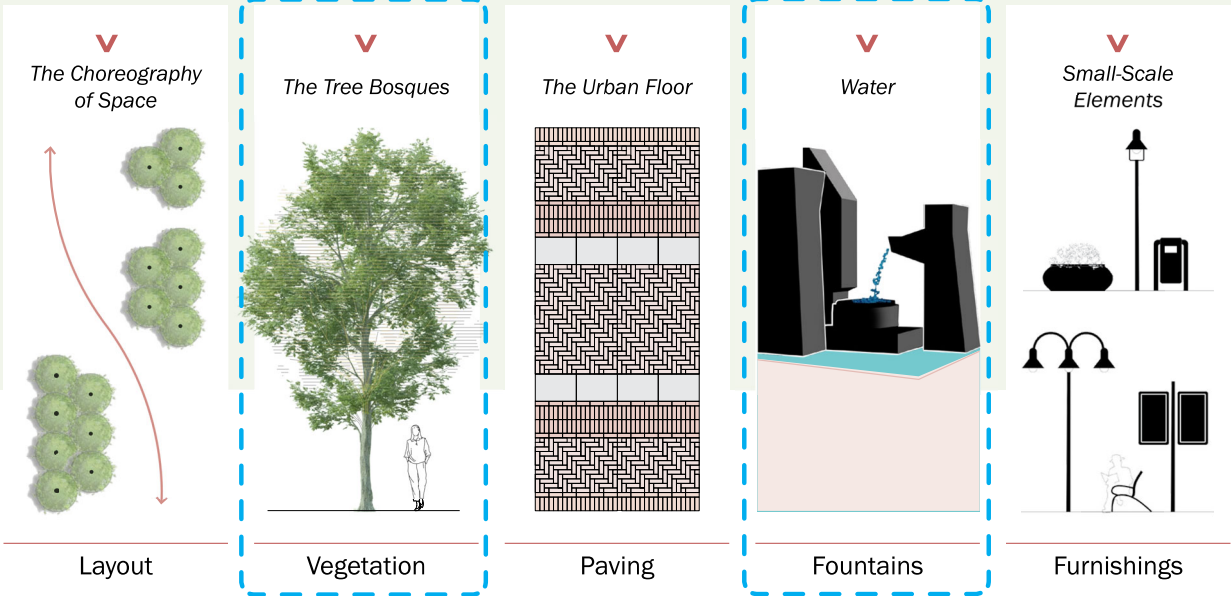 The Choreography
of Space
The Tree Bosques
The Urban Floor
Water
Small-Scale
Elements
Layout
Vegetation
Paving
Fountains
Furnishings